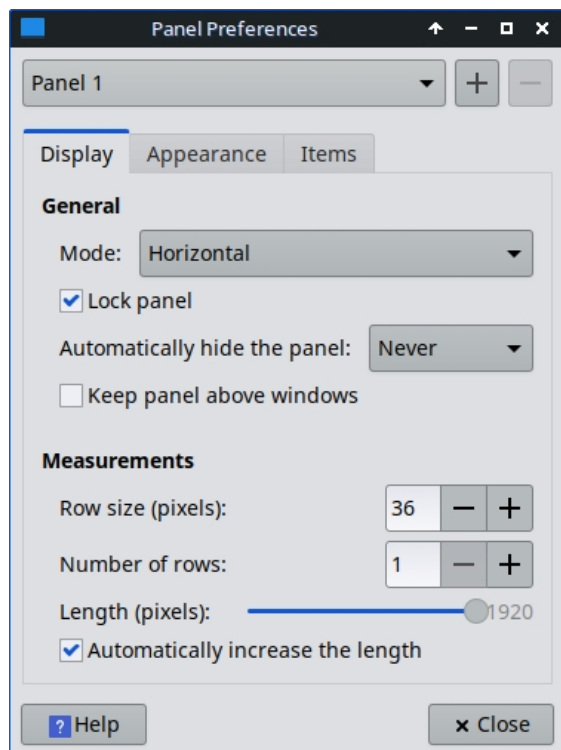 Panel Preferences
Panel 1
Display Appearance Items
General
Mode: Horizontal
Lock panel
Automatically hide the panel: Never
Keep panel above windows
Measurements
Row size (pixels): 36
Number of rows: 1
Length (pixels): 1920
Automatically increase the length
? Help × Close